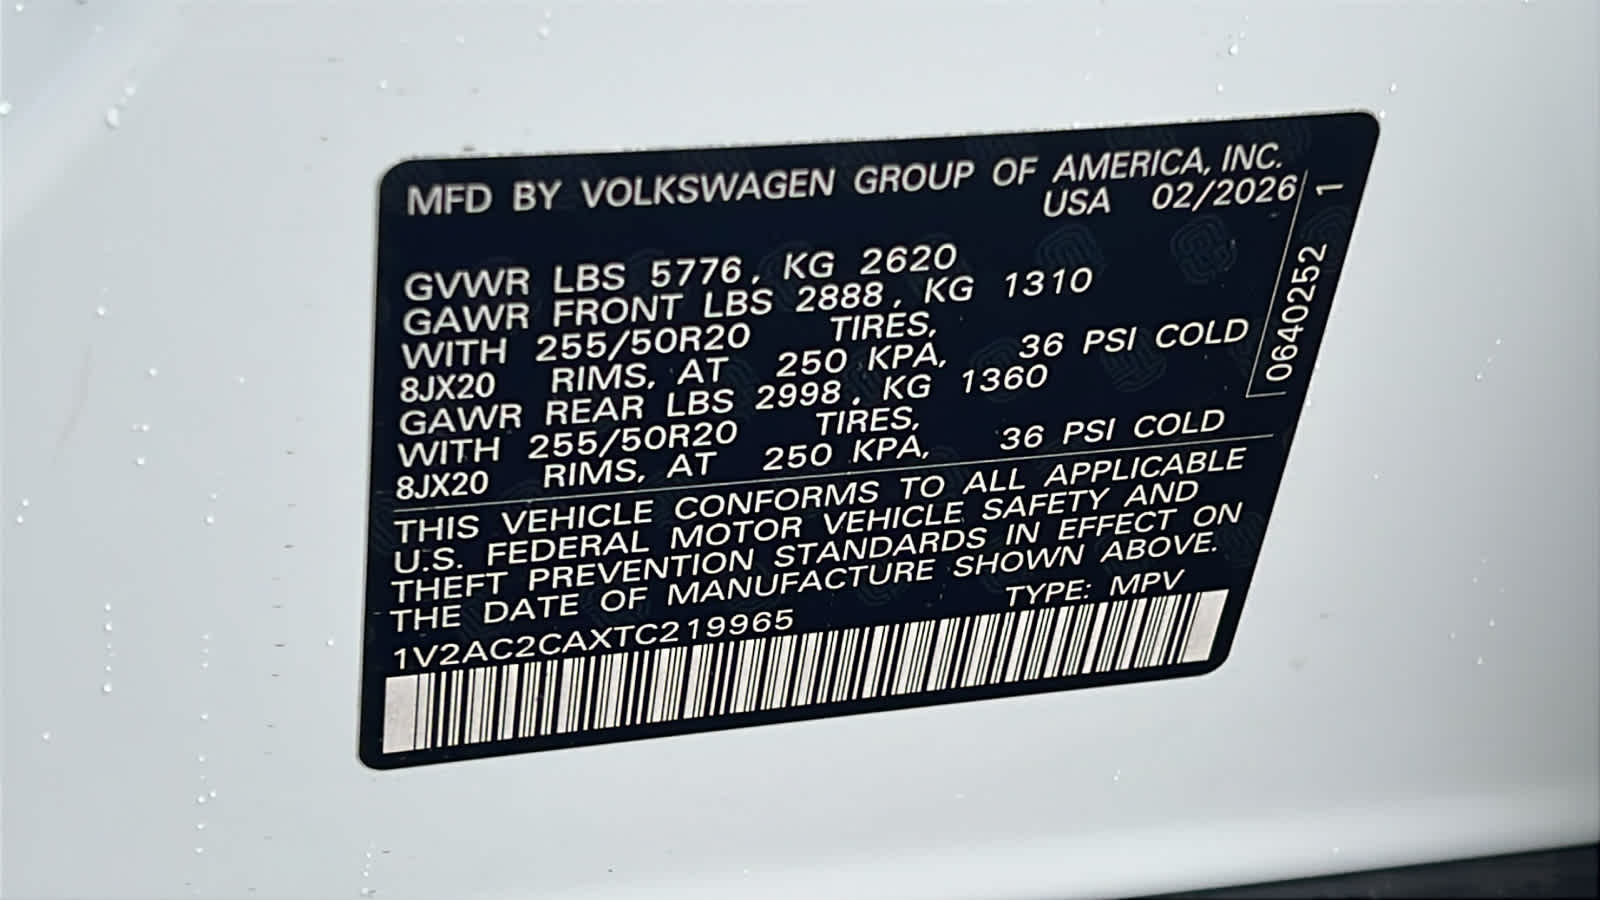 MFD BY VOLKSWAGEN GROUP OF AMERICA, INC.
USA 02/2026
GVWR LBS 5776, KG 2620
GAWR FRONT LBS 2888, KG 1310
WITH 255/50R20 TIRES,
8JX20 RIMS, AT 250 KPA, 36 PSI COLD
GAWR REAR LBS 2998, KG 1360
WITH 255/50R20 TIRES,
8JX20 RIMS, AT 250 KPA, 36 PSI COLD
THIS VEHICLE CONFORMS TO ALL APPLICABLE
U.S. FEDERAL MOTOR VEHICLE SAFETY AND
THEFT PREVENTION STANDARDS IN EFFECT ON
THE DATE OF MANUFACTURE SHOWN ABOVE.
1V2AC2CAXTC219965 TYPE: MPV
0640252 1